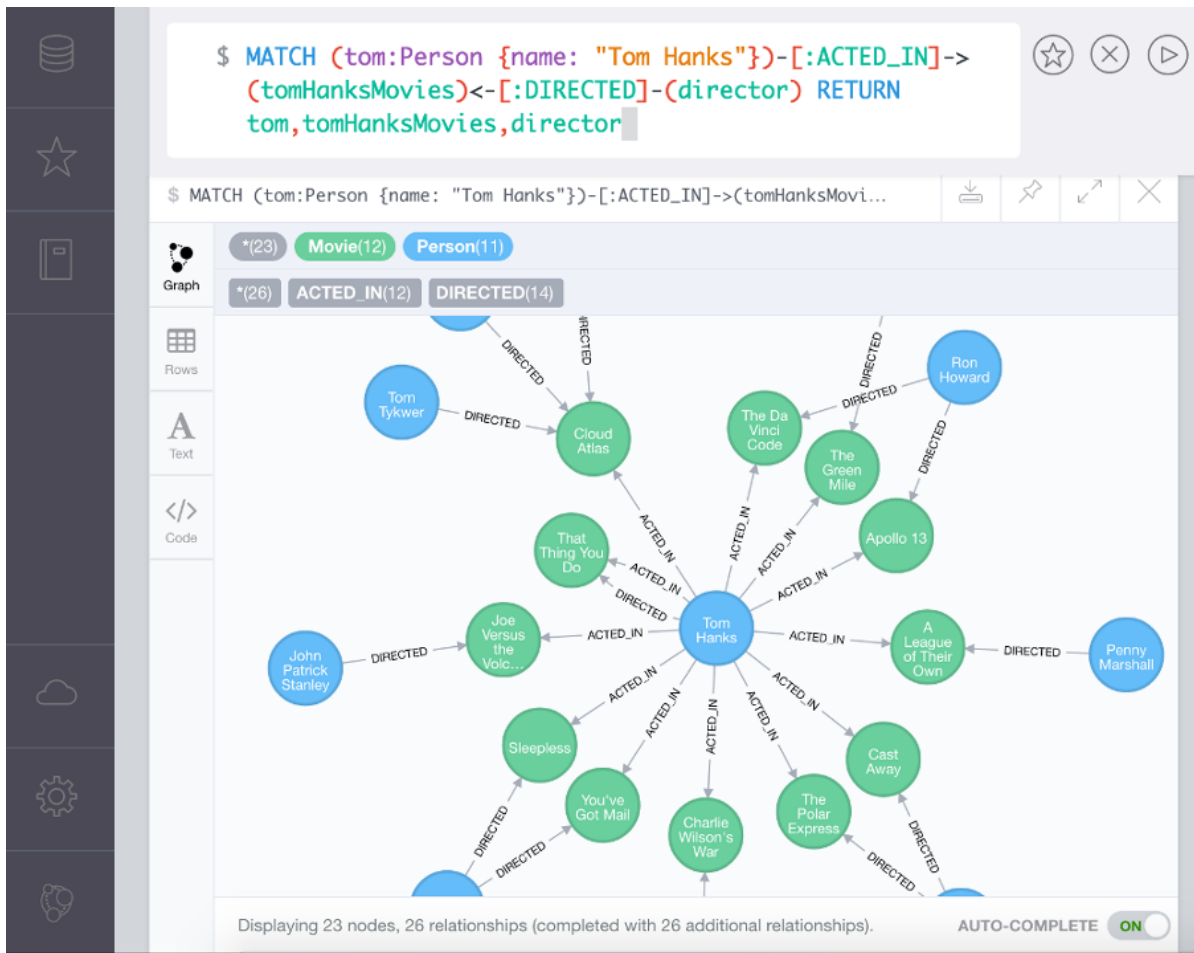 $ MATCH (tom:Person {name: "Tom Hanks"})-[:ACTED_IN]->
(tomHanksMovies)<-[:DIRECTED]-(director) RETURN
tom,tomHanksMovies,director
$ MATCH (tom:Person {name: "Tom Hanks"})-[:ACTED_IN]->(tomHanksMovi...
Graph
Rows
Text
Code
*(23) Movie(12) Person(11)
*(26) ACTED_IN(12) DIRECTED(14)
DIRECTED
DIRECTED
DIRECTED
Ron
Howard
Tom
Tykwer
DIRECTED
DIRECTED
The Da
Vinci
Code
Cloud
Atlas
DIRECTED
The
Green
Mile
Apollo 13
ACTED_IN
ACTED_IN
ACTED_IN
ACTED_IN
That
Thing You
Do
ACTED_IN
DIRECTED
Tom
Hanks
Joe
Versus
the
Volc...
ACTED_IN
ACTED_IN
A
League
of Their
Own
DIRECTED
Penny
Marshall
John
Patrick
Stanley
DIRECTED
ACTED_IN
ACTED_IN
ACTED_IN
ACTED_IN
ACTED_IN
Sleepless
Cast
Away
You've
Got Mail
Charlie
Wilson's
War
The
Polar
Express
DIRECTED
DIRECTED
DIRECTED
DIRECTED
Displaying 23 nodes, 26 relationships (completed with 26 additional relationships).
AUTO-COMPLETE ON